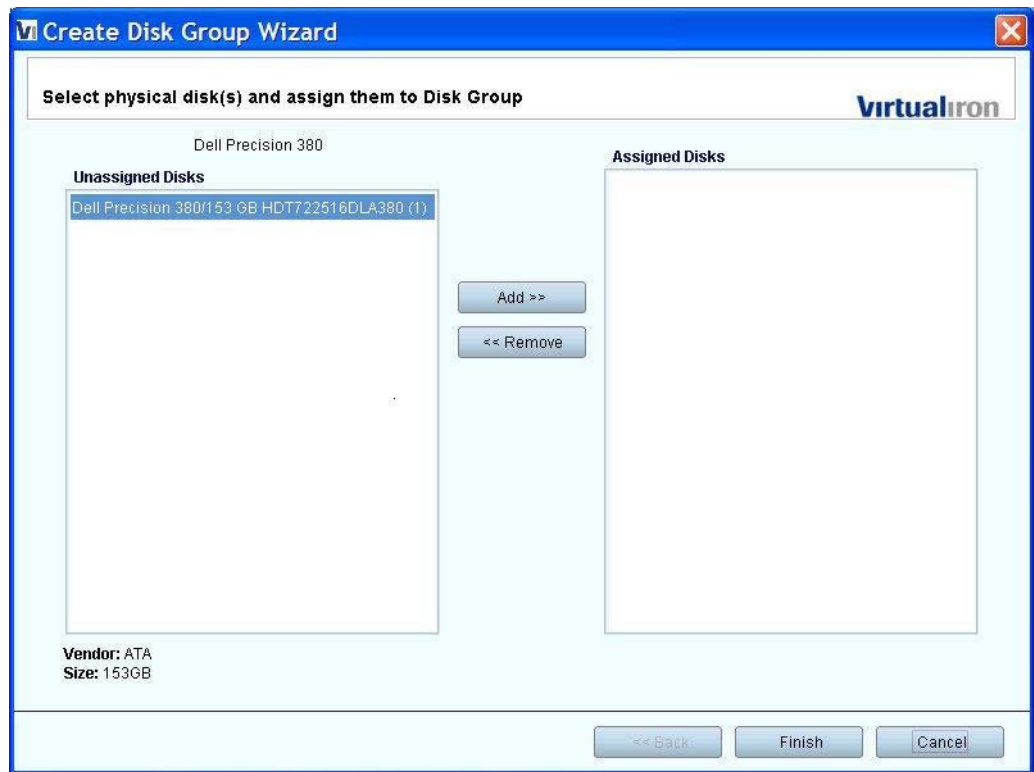 VI Create Disk Group Wizard
Select physical disk(s) and assign them to Disk Group
Virtualiron
Dell Precision 380
Unassigned Disks
Assigned Disks
Dell Precision 380/153 GB HDT722516DLA380 (1)
Add >>
<< Remove
Vendor: ATA
Size: 153GB
<< Back
Finish
Cancel